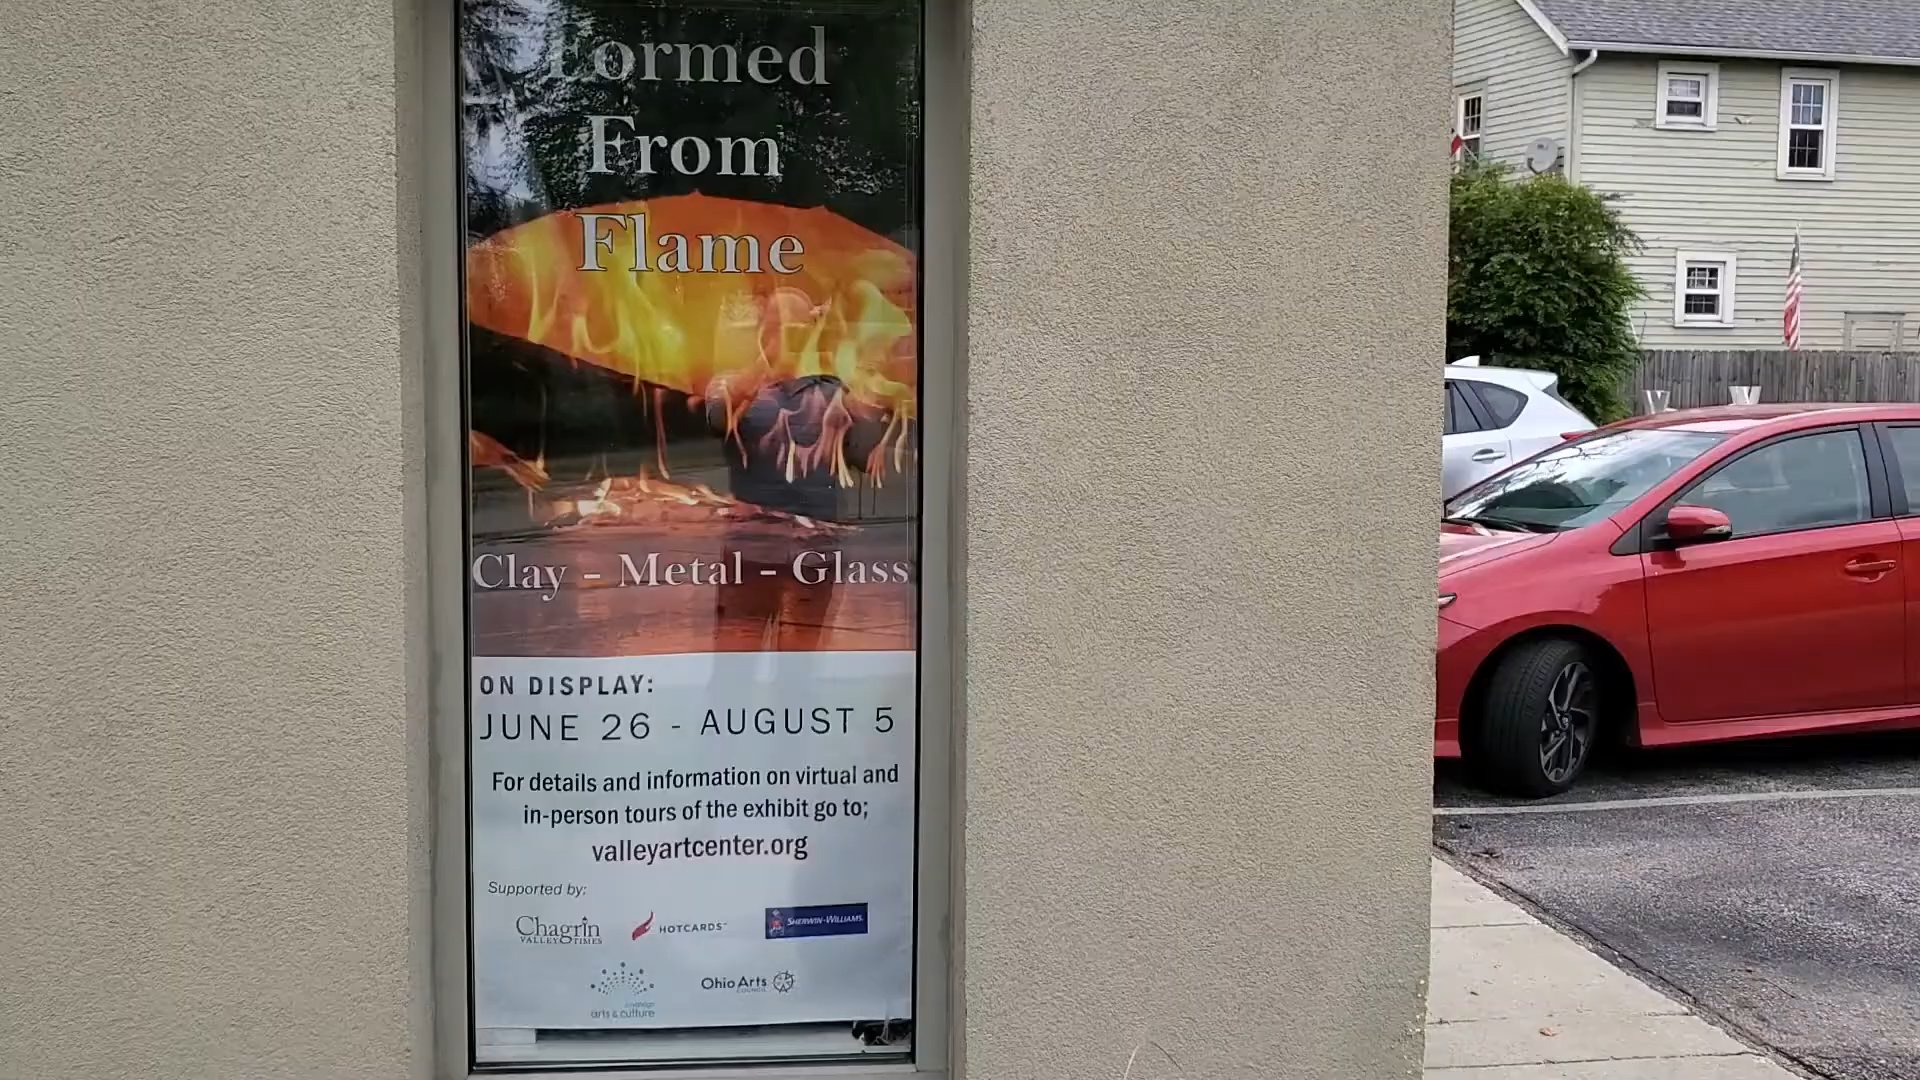 Formed
From
Flame
Clay - Metal - Glass
ON DISPLAY:
JUNE 26 - AUGUST 5
For details and information on virtual and
in-person tours of the exhibit go to;
valleyartcenter.org
Supported by:
Chagrin
VALLEY TIMES
HOTCARDS
SHERWIN-WILLIAMS.
arts & culture
Ohio Arts
COUNCIL